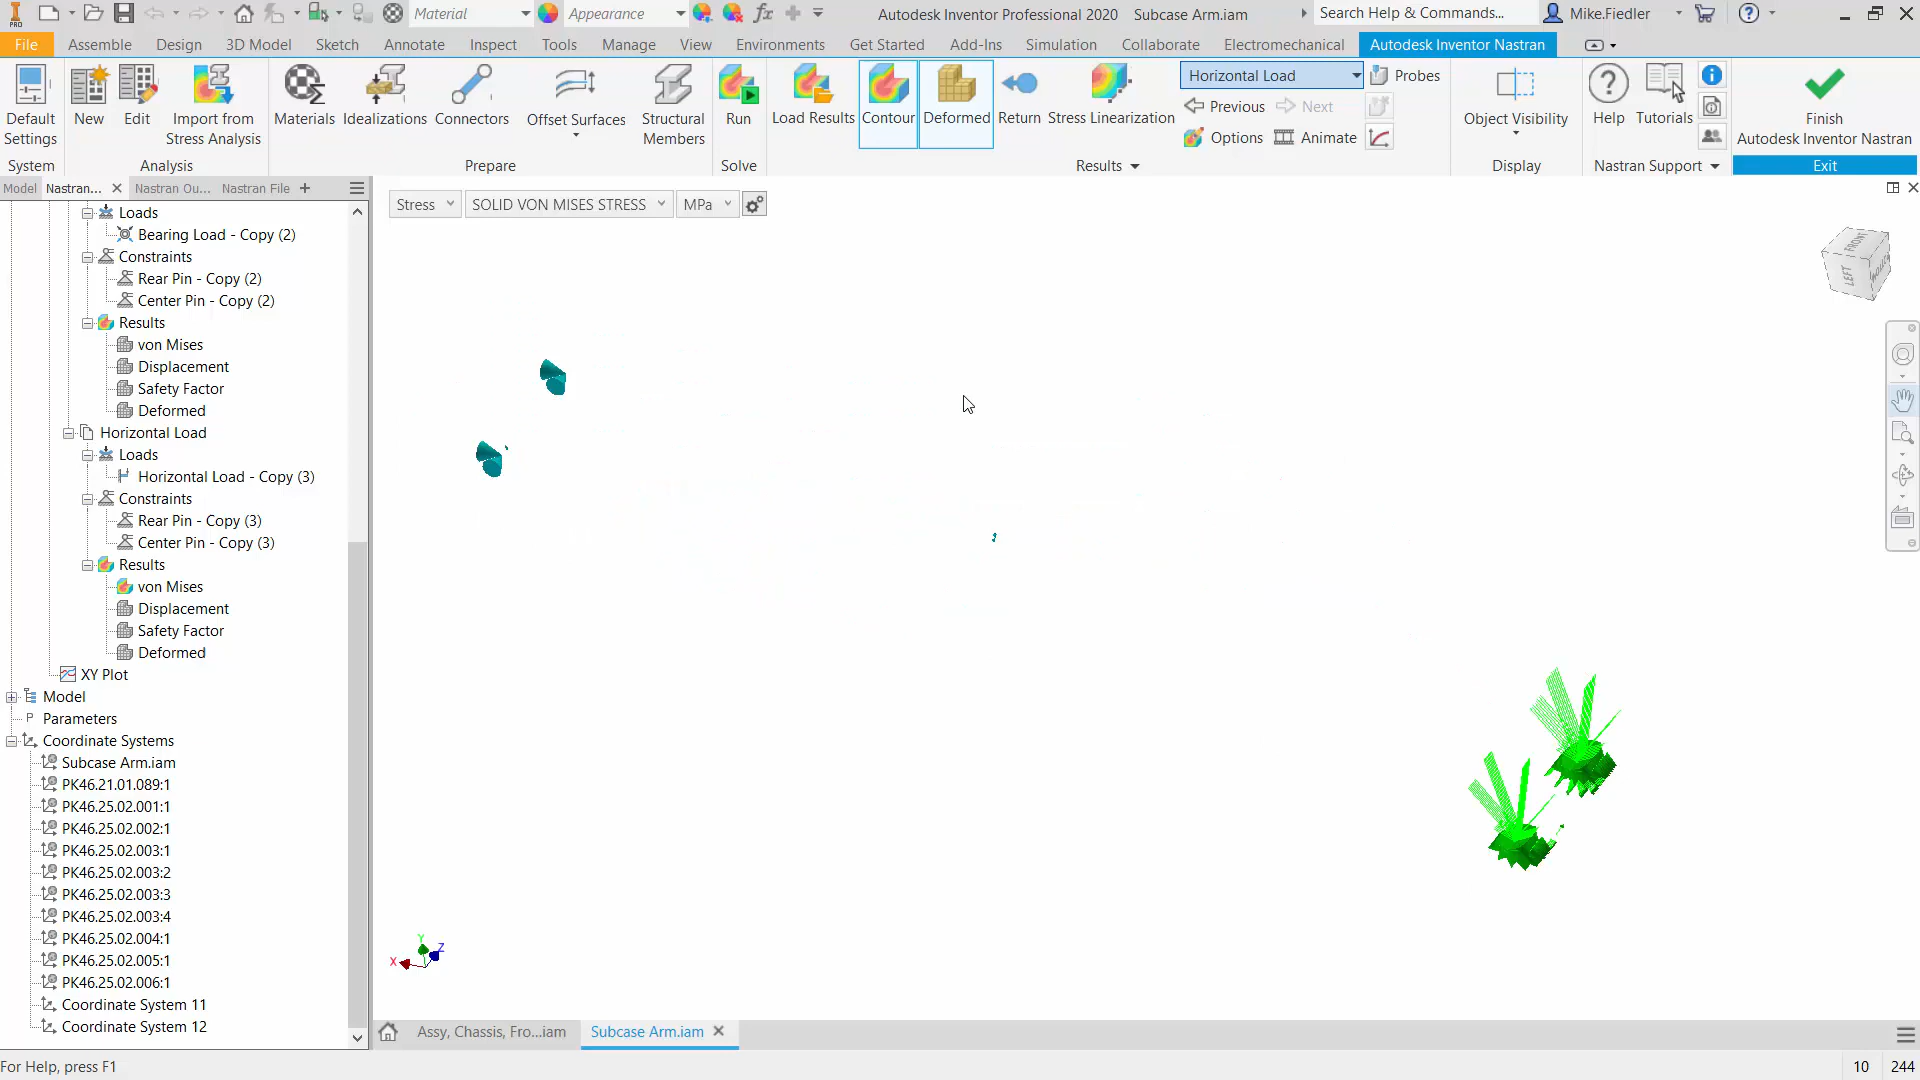 PRO
Material
Appearance
Autodesk Inventor Professional 2020 Subcase Arm.iam
Search Help & Commands...
Mike.Fiedler
File Assembly Design 3D Model Sketch Annotate Inspect Tools Manage View Environments Get Started Add-Ins Simulation Collaborate Electromechanical Autodesk Inventor Nastran
Default Settings
New
Edit
Import from Stress Analysis
Materials
Idealizations
Connectors
Offset Surfaces
Structural Members
Run
Load Results
Contour
Deformed
Return
Stress Linearization
Horizontal Load
Probes
Previous
Next
Options
Animate
Object Visibility
Help
Tutorials
Finish Autodesk Inventor Nastran
System
Analysis
Prepare
Solve
Results
Display
Nastran Support
Exit
Model Nastran... Nastran Ou... Nastran File +
Stress
SOLID VON MISES STRESS
MPa
Loads
Bearing Load - Copy (2)
Constraints
Rear Pin - Copy (2)
Center Pin - Copy (2)
Results
von Mises
Displacement
Safety Factor
Deformed
Horizontal Load
Loads
Horizontal Load - Copy (3)
Constraints
Rear Pin - Copy (3)
Center Pin - Copy (3)
Results
von Mises
Displacement
Safety Factor
Deformed
XY Plot
Model
P Parameters
Coordinate Systems
Subcase Arm.iam
PK46.21.01.089:1
PK46.25.02.001:1
PK46.25.02.002:1
PK46.25.02.003:1
PK46.25.02.003:2
PK46.25.02.003:3
PK46.25.02.003:4
PK46.25.02.004:1
PK46.25.02.005:1
PK46.25.02.006:1
Coordinate System 11
Coordinate System 12
FRONT
LEFT
Y
Z
X
Assy, Chassis, Fro...iam
Subcase Arm.iam
For Help, press F1
10 244